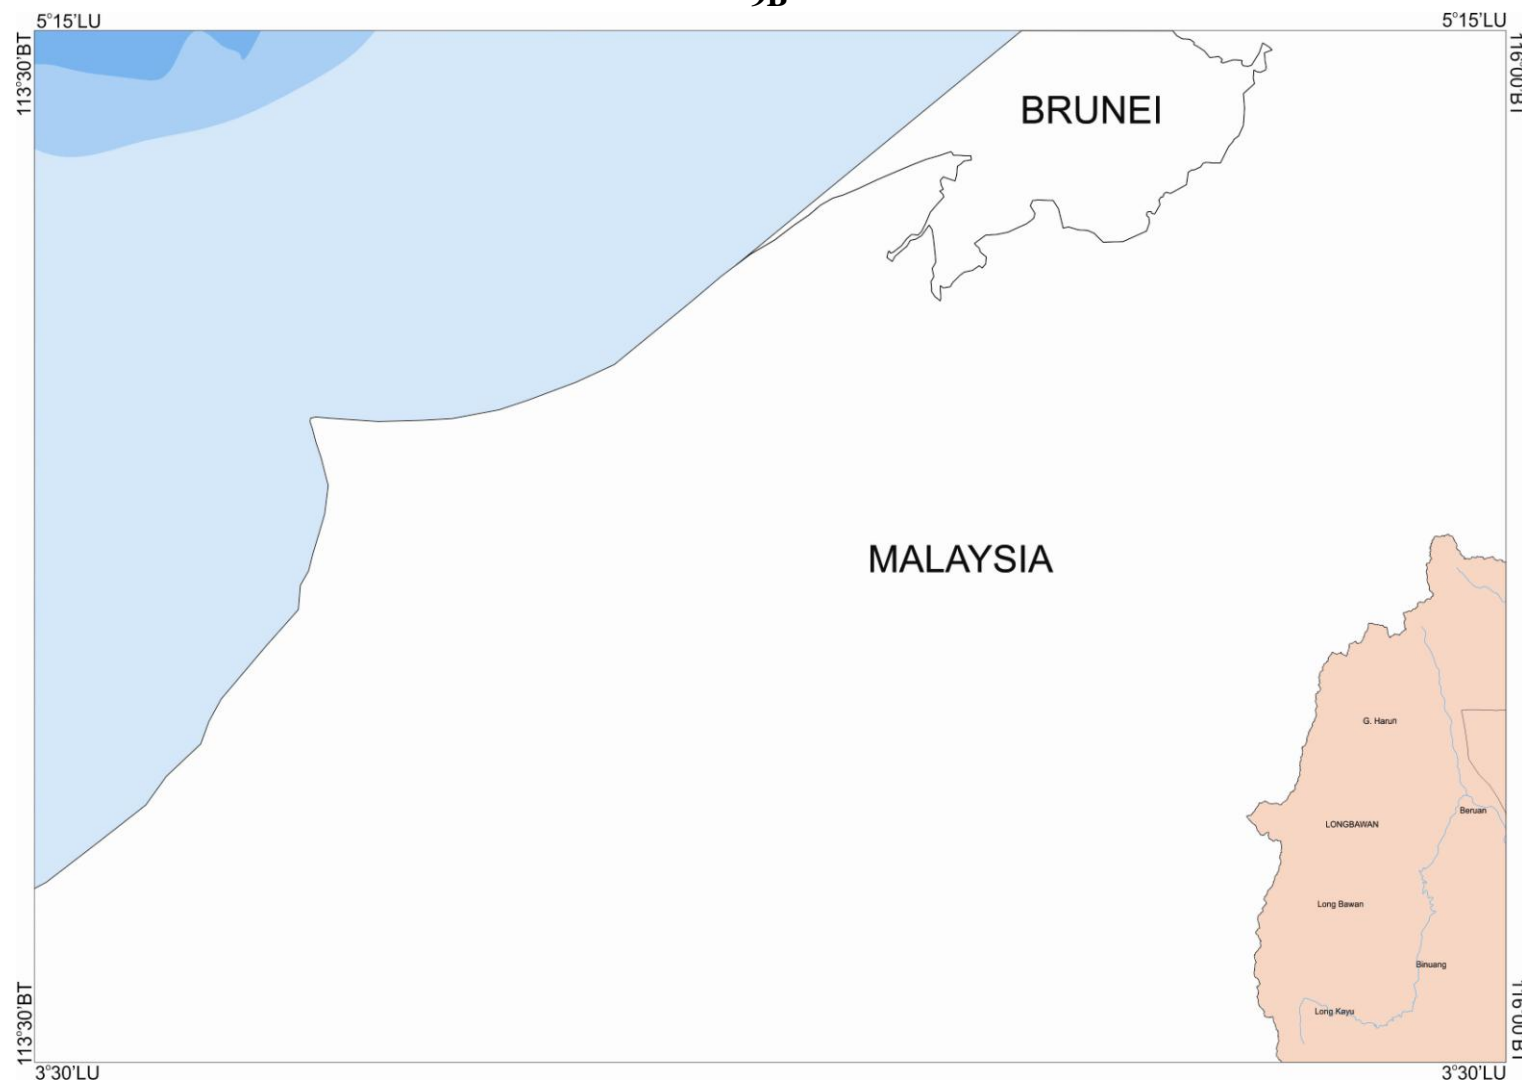 9B
5°15'LU
5°15'LU
113°30'BT
116°00'BT
BRUNEI
MALAYSIA
G. Harun
Beruan
LONGBAWAN
Long Bawan
Binuang
Long Kayu
113°30'BT
116°00'BT
3°30'LU
3°30'LU